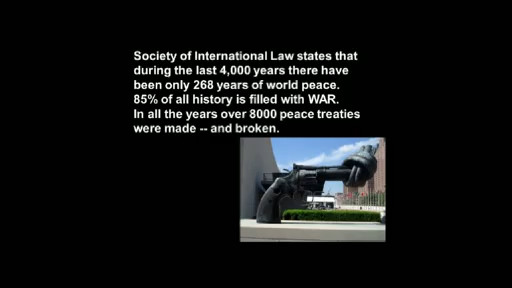 Society of International Law states that
during the last 4,000 years there have
been only 268 years of world peace.
85% of all history is filled with WAR.
In all the years over 8000 peace treaties
were made -- and broken.